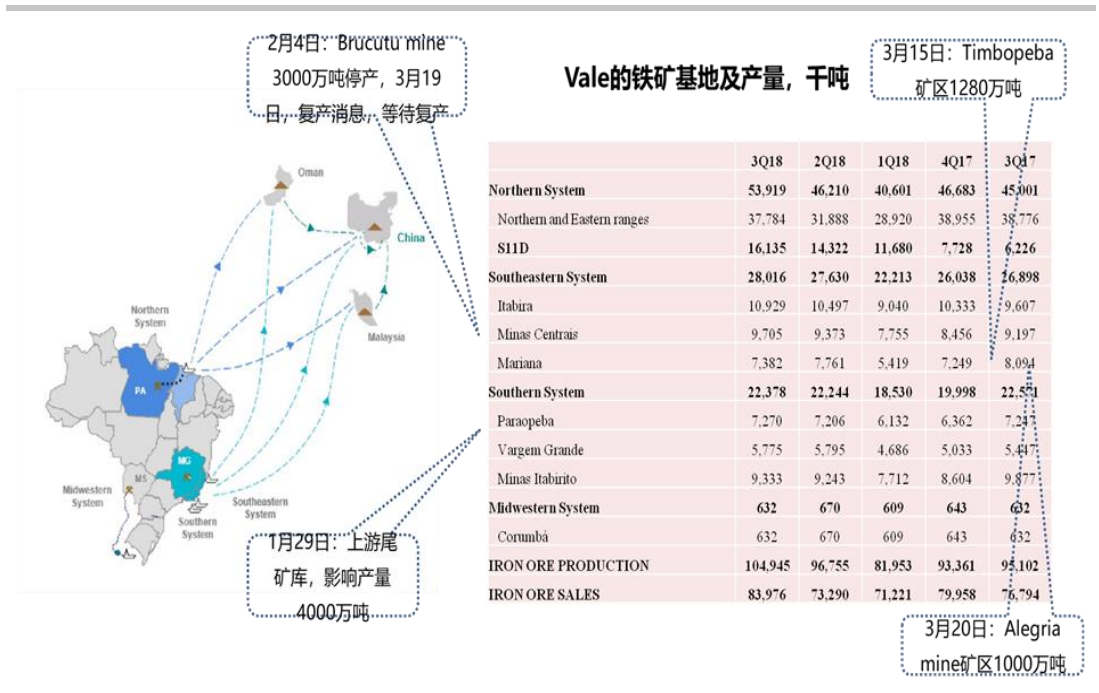 2月4日：Brucutu mine
3000万吨停产，3月19
日，复产消息，等待复产
Vale的铁矿基地及产量，千吨
3月15日：Timbopeba
矿区1280万吨
Oman
China
Malaysia
Northern
System
PA
MG
MS
Midwestern
System
Southeastern
System
Southern
System
1月29日：上游尾
矿库，影响产量
4000万吨
3Q18 2Q18 1Q18 4Q17 3Q17
Northern System 53,919 46,210 40,601 46,683 45,001
Northern and Eastern ranges 37,784 31,888 28,920 38,955 38,776
S11D 16,135 14,322 11,680 7,728 6,226
Southeastern System 28,016 27,630 22,213 26,038 26,898
Itabira 10,929 10,497 9,040 10,333 9,607
Minas Centrais 9,705 9,373 7,755 8,456 9,197
Mariana 7,382 7,761 5,419 7,249 8,094
Southern System 22,378 22,244 18,530 19,998 22,571
Paraopeba 7,270 7,206 6,132 6,362 7,247
Vargem Grande 5,775 5,795 4,686 5,033 5,447
Minas Itabirito 9,333 9,243 7,712 8,604 9,877
Midwestern System 632 670 609 643 632
Corumbá 632 670 609 643 632
IRON ORE PRODUCTION 104,945 96,755 81,953 93,361 95,102
IRON ORE SALES 83,976 73,290 71,221 79,958 76,794
3月20日：Alegria
mine矿区1000万吨